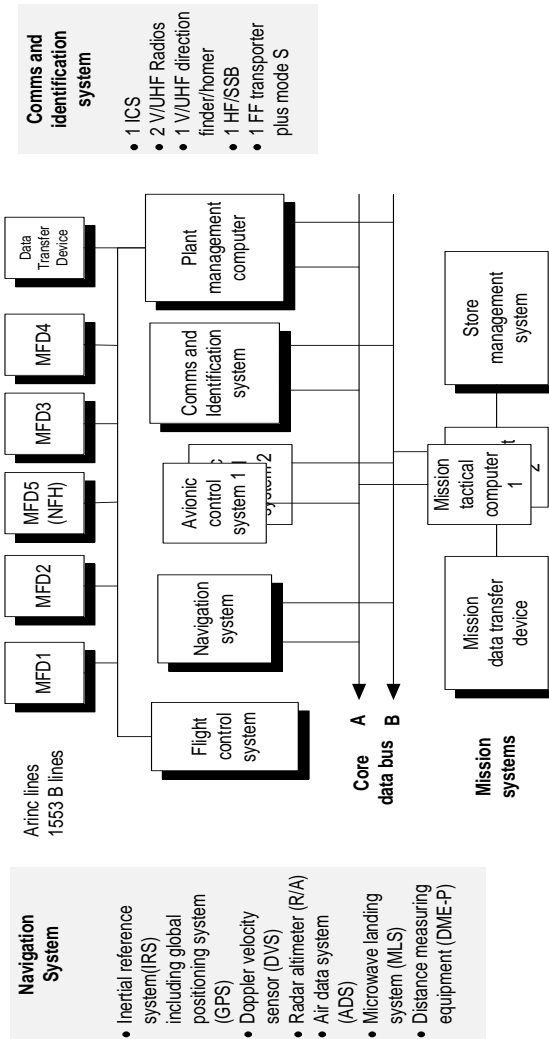 Navigation
System
• Inertial reference
system(IRS)
including global
positioning system
(GPS)
• Doppler velocity
sensor (DVS)
• Radar altimeter (R/A)
• Air data system
(ADS)
• Microwave landing
system (MLS)
• Distance measuring
equipment (DME-P)
Arinc lines
1553 B lines
MFD1
MFD2
MFD5
(NFH)
MFD3
MFD4
Data
Transfer
Device
Flight
control
system
Navigation
system
Avionic
control
system 1
system 2
Comms and
Identification
system
Plant
management
computer
Core
data bus
A
B
Mission
systems
Mission
data transfer
device
Mission
tactical
computer
1
2
Store
management
system
Comms and
identification
system
• 1 ICS
• 2 V/UHF Radios
• 1 V/UHF direction
finder/homer
• 1 HF/SSB
• 1 FF transporter
plus mode S